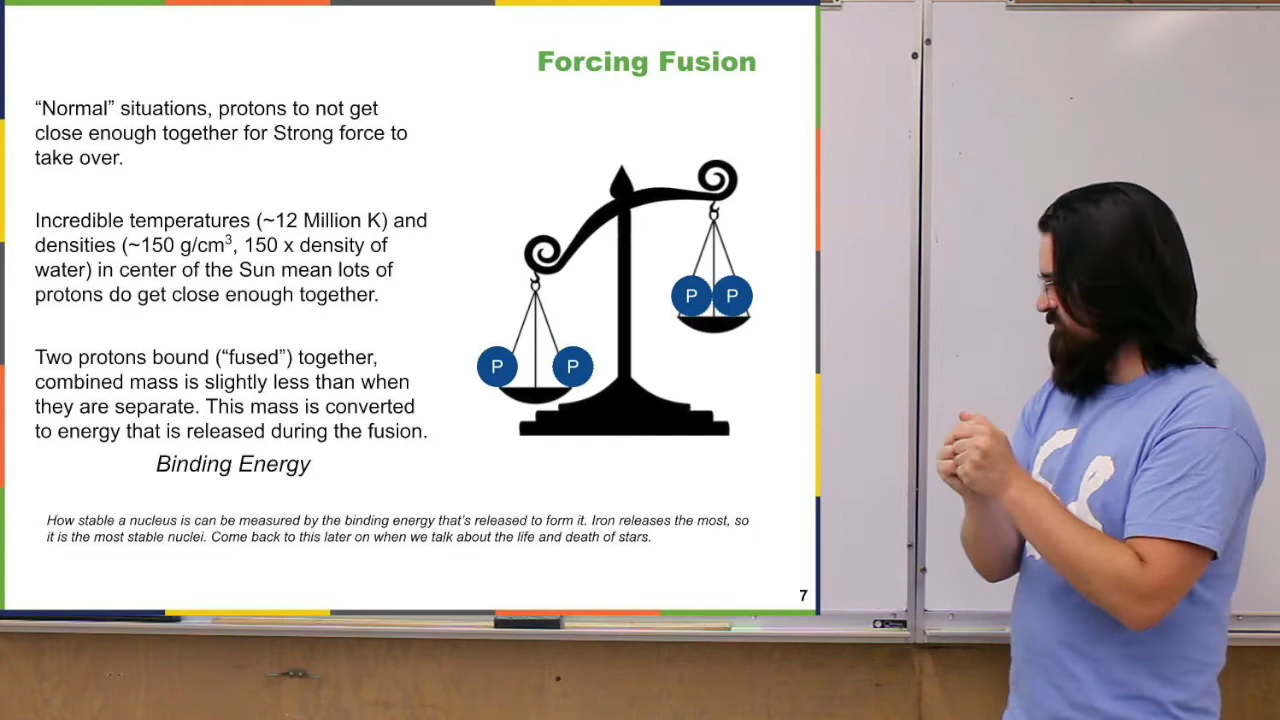 Forcing Fusion
“Normal” situations, protons to not get
close enough together for Strong force to
take over.
Incredible temperatures (~12 Million K) and
densities (~150 g/cm³, 150 x density of
water) in center of the Sun mean lots of
protons do get close enough together.
Two protons bound (“fused”) together,
combined mass is slightly less than when
they are separate. This mass is converted
to energy that is released during the fusion.
Binding Energy
P P
P P
How stable a nucleus is can be measured by the binding energy that’s released to form it. Iron releases the most, so
it is the most stable nuclei. Come back to this later on when we talk about the life and death of stars.
7